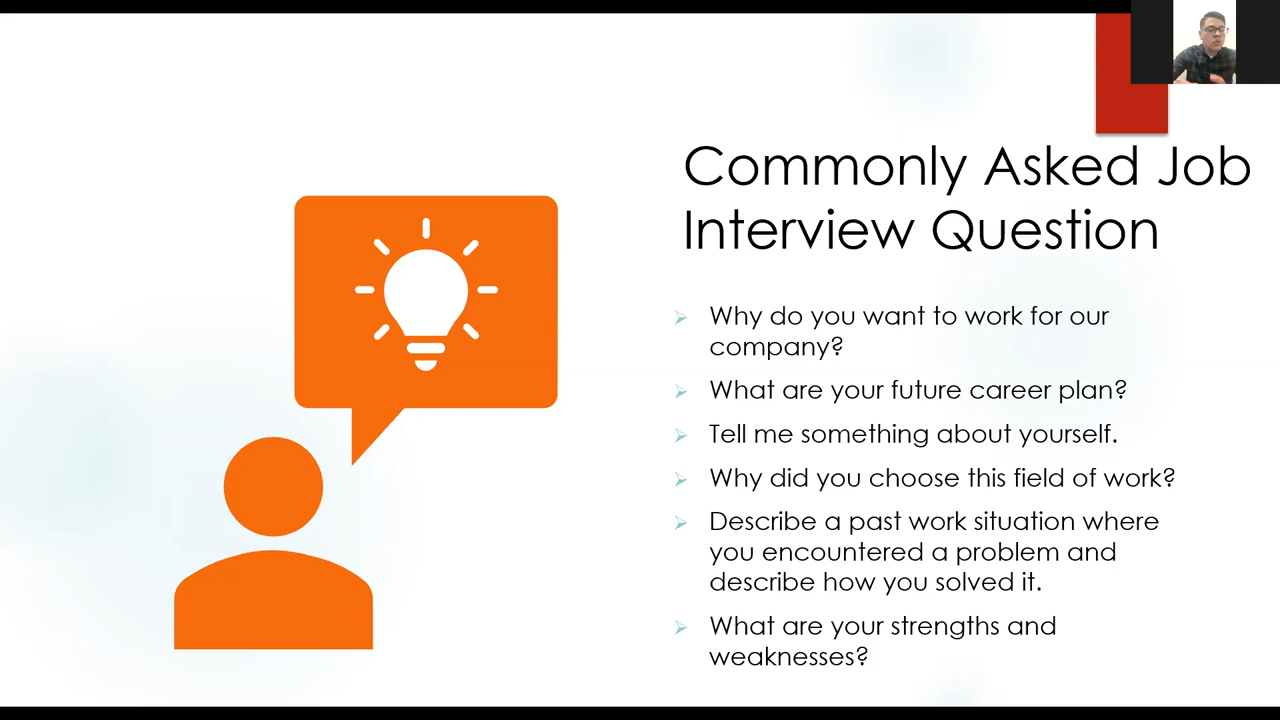 Commonly Asked Job
Interview Question
Why do you want to work for our
company?
What are your future career plan?
Tell me something about yourself.
Why did you choose this field of work?
Describe a past work situation where
you encountered a problem and
describe how you solved it.
What are your strengths and
weaknesses?